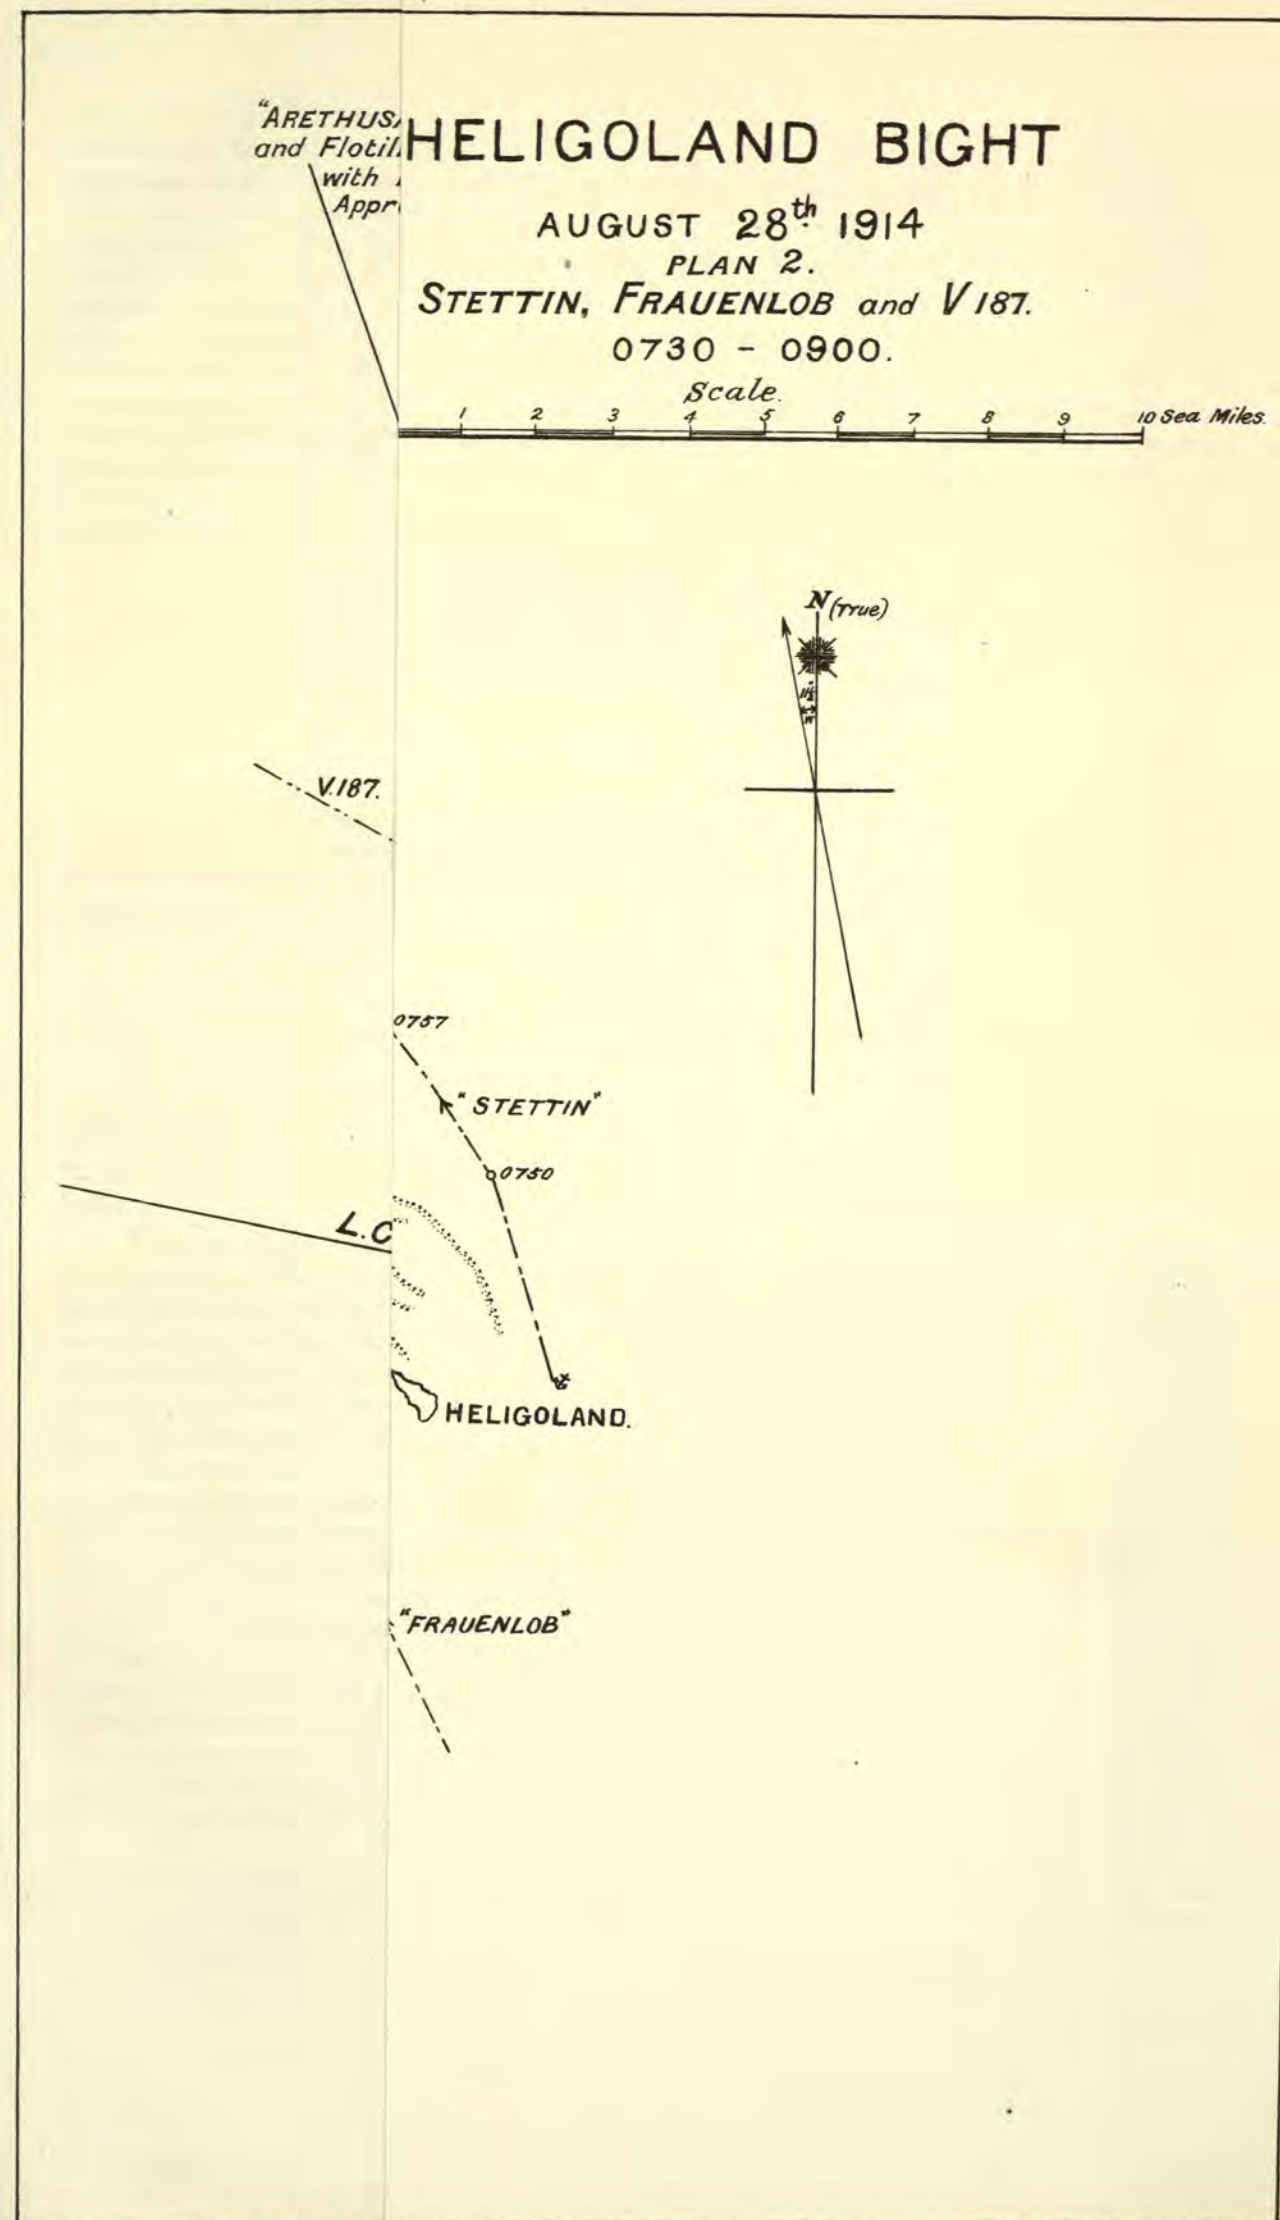 "ARETHUSA
and Flotil
with
Appr
HELIGOLAND BIGHT
AUGUST 28th 1914
PLAN 2.
STETTIN, FRAUENLOB and V 187.
0730 - 0900.
Scale.
1 2 3 4 5 6 7 8 9 10 Sea Miles.
N (True)
V.187.
0757
"STETTIN"
0750
L.C
HELIGOLAND.
"FRAUENLOB"